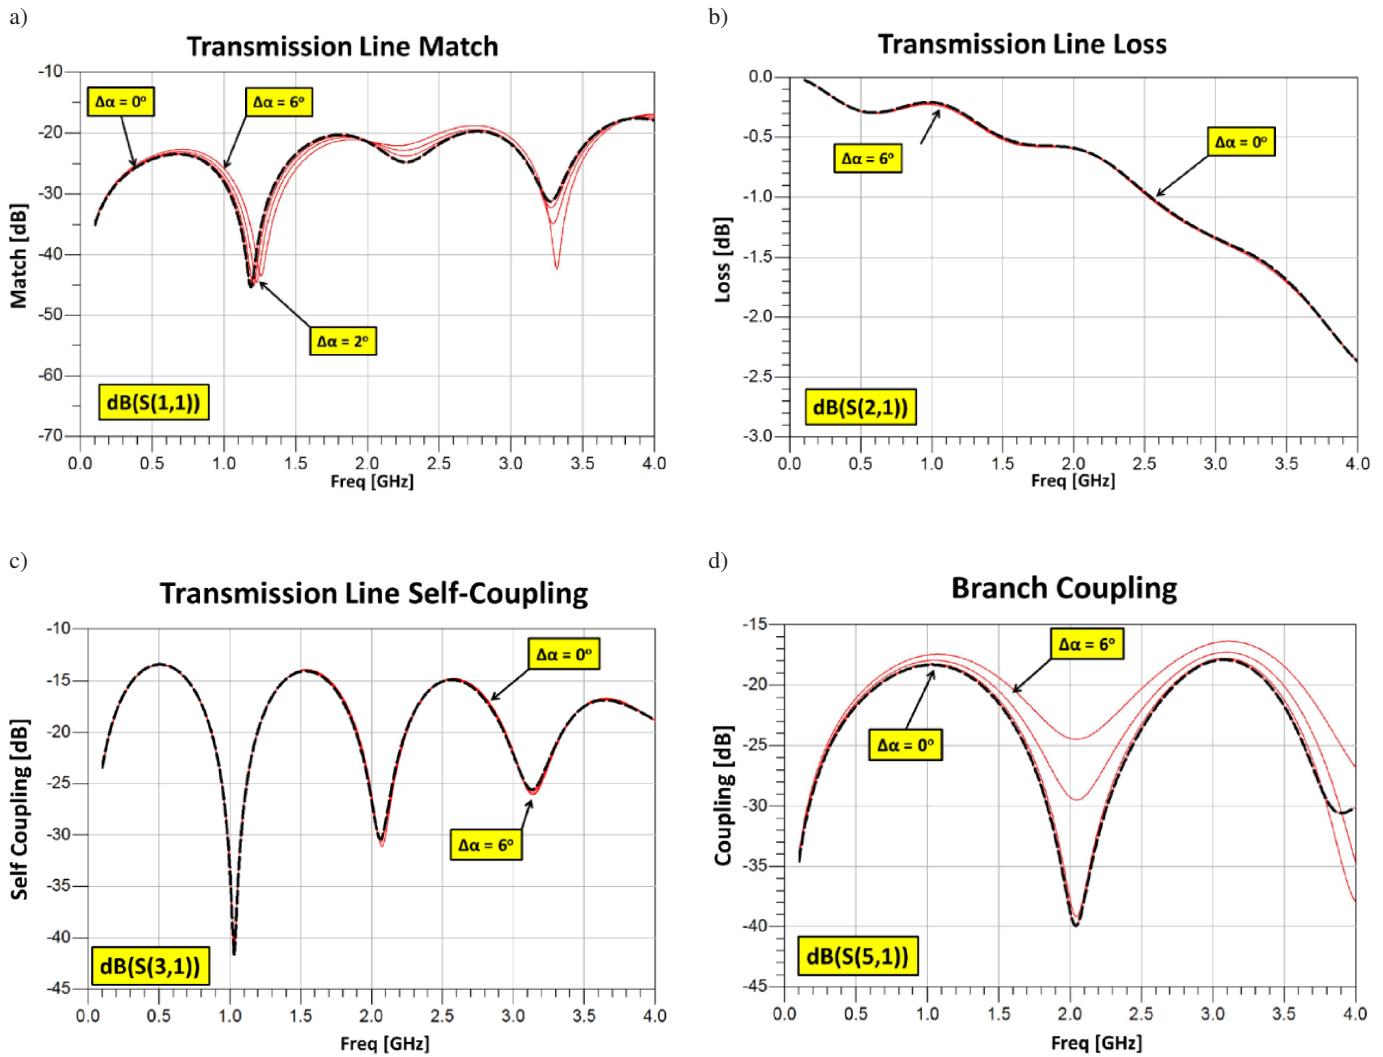 a)
Transmission Line Match
-10
-20
-30
-40
-50
-60
-70
Match [dB]
Δα = 0°
Δα = 6°
Δα = 2°
dB(S(1,1))
0.0 0.5 1.0 1.5 2.0 2.5 3.0 3.5 4.0
Freq [GHz]
b)
Transmission Line Loss
0.0
-0.5
-1.0
-1.5
-2.0
-2.5
-3.0
Loss [dB]
Δα = 6°
Δα = 0°
dB(S(2,1))
0.0 0.5 1.0 1.5 2.0 2.5 3.0 3.5 4.0
Freq [GHz]
c)
Transmission Line Self-Coupling
-10
-15
-20
-25
-30
-35
-40
-45
Self Coupling [dB]
Δα = 0°
Δα = 6°
dB(S(3,1))
0.0 0.5 1.0 1.5 2.0 2.5 3.0 3.5 4.0
Freq [GHz]
d)
Branch Coupling
-15
-20
-25
-30
-35
-40
-45
Coupling [dB]
Δα = 6°
Δα = 0°
dB(S(5,1))
0.0 0.5 1.0 1.5 2.0 2.5 3.0 3.5 4.0
Freq [GHz]